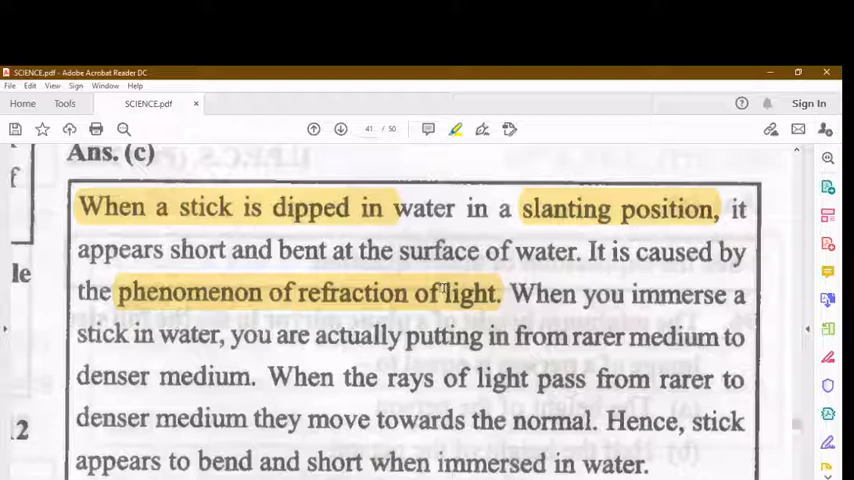 SCIENCE.pdf - Adobe Acrobat Reader DC
File Edit View Sign Window Help
Home Tools SCIENCE.pdf × Sign In
41 / 50
Ans. (c)
When a stick is dipped in water in a slanting position, it
appears short and bent at the surface of water. It is caused by
the phenomenon of refraction of light. When you immerse a
stick in water, you are actually putting in from rarer medium to
denser medium. When the rays of light pass from rarer to
denser medium they move towards the normal. Hence, stick
appears to bend and short when immersed in water.
f
le
2